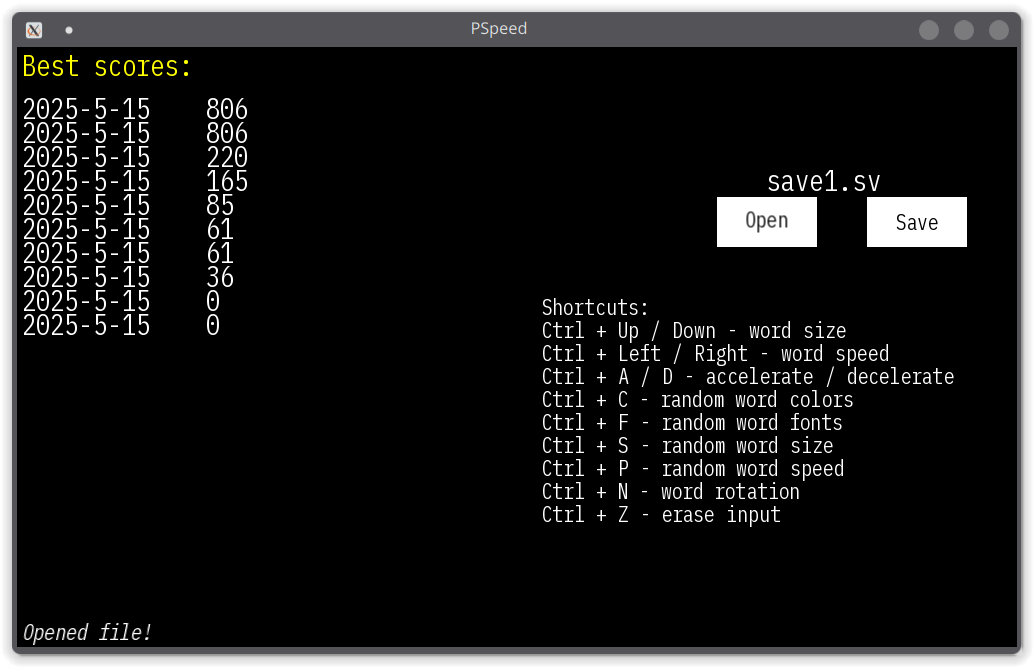 PSpeed
Best scores:
2025-5-15 806
2025-5-15 806
2025-5-15 220
2025-5-15 165
2025-5-15 85
2025-5-15 61
2025-5-15 61
2025-5-15 36
2025-5-15 0
2025-5-15 0
save1.sv
Open Save
Shortcuts:
Ctrl + Up / Down - word size
Ctrl + Left / Right - word speed
Ctrl + A / D - accelerate / decelerate
Ctrl + C - random word colors
Ctrl + F - random word fonts
Ctrl + S - random word size
Ctrl + P - random word speed
Ctrl + N - word rotation
Ctrl + Z - erase input
Opened file!